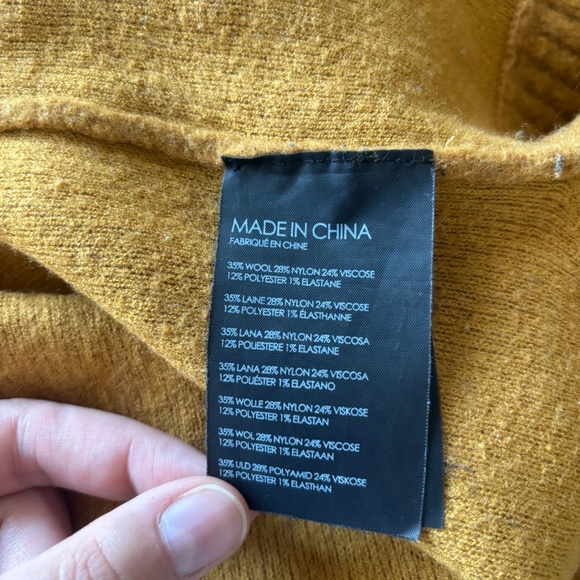 MADE IN CHINA
FABRIQUÉ EN CHINE
35% WOOL 28% NYLON 24% VISCOSE
12% POLYESTER 1% ELASTANE
35% LAINE 28% NYLON 24% VISCOSE
12% POLYESTER 1% ÉLASTHANNE
35% LANA 28% NYLON 24% VISCOSA
12% POLIESTERE 1% ELASTANE
35% LANA 28% NYLON 24% VISCOSA
12% POLIÉSTER 1% ELASTANO
35% WOLLE 28% NYLON 24% VISKOSE
12% POLYESTER 1% ELASTAN
35% WOL 28% NYLON 24% VISCOSE
12% POLYESTER 1% ELASTAAN
35% ULD 28% POLYAMID 24% VISKOSE
12% POLYESTER 1% ELASTHAN